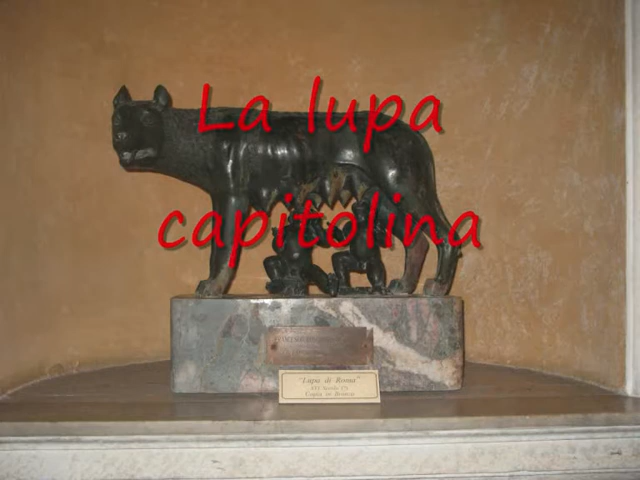 La lupa
capitolina
"Lupa di Roma"
Copia in Bronzo